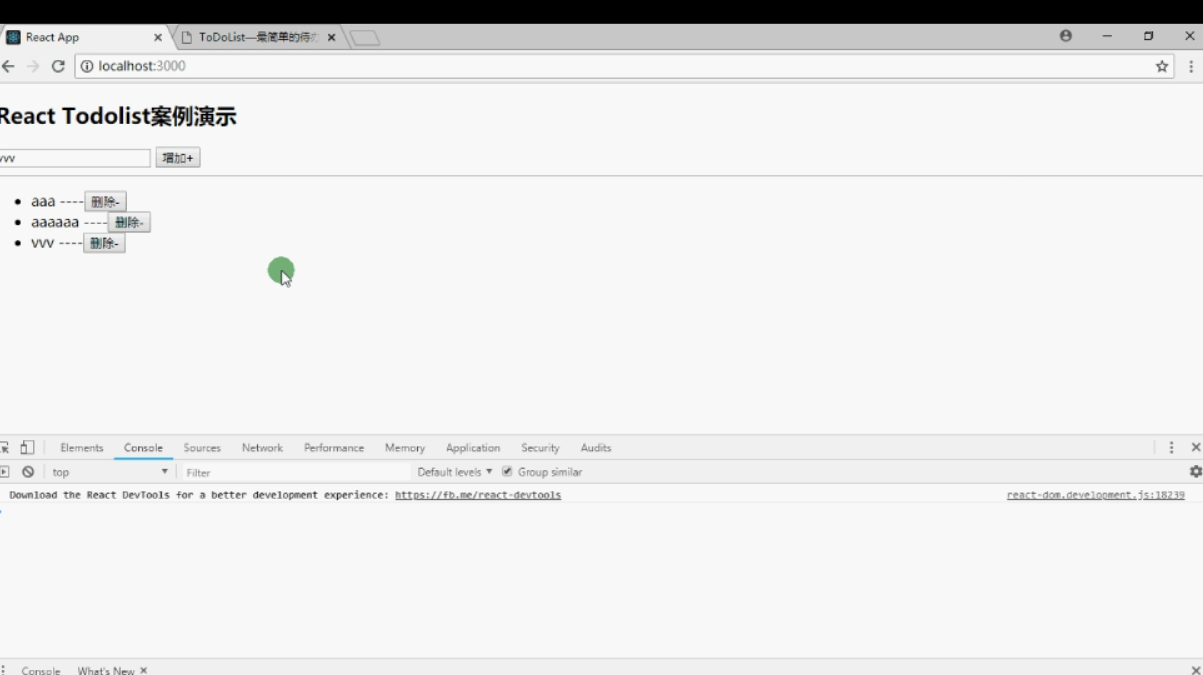 React App ToDoList—最简单的待办
localhost:3000
React Todolist案例演示
vvv 增加+
aaa ----删除-
aaaaaa ----删除-
vvv ----删除-
Elements Console Sources Network Performance Memory Application Security Audits
top Filter Default levels Group similar
Download the React DevTools for a better development experience: https://fb.me/react-devtools react-dom.development.js:18239
Console What's New